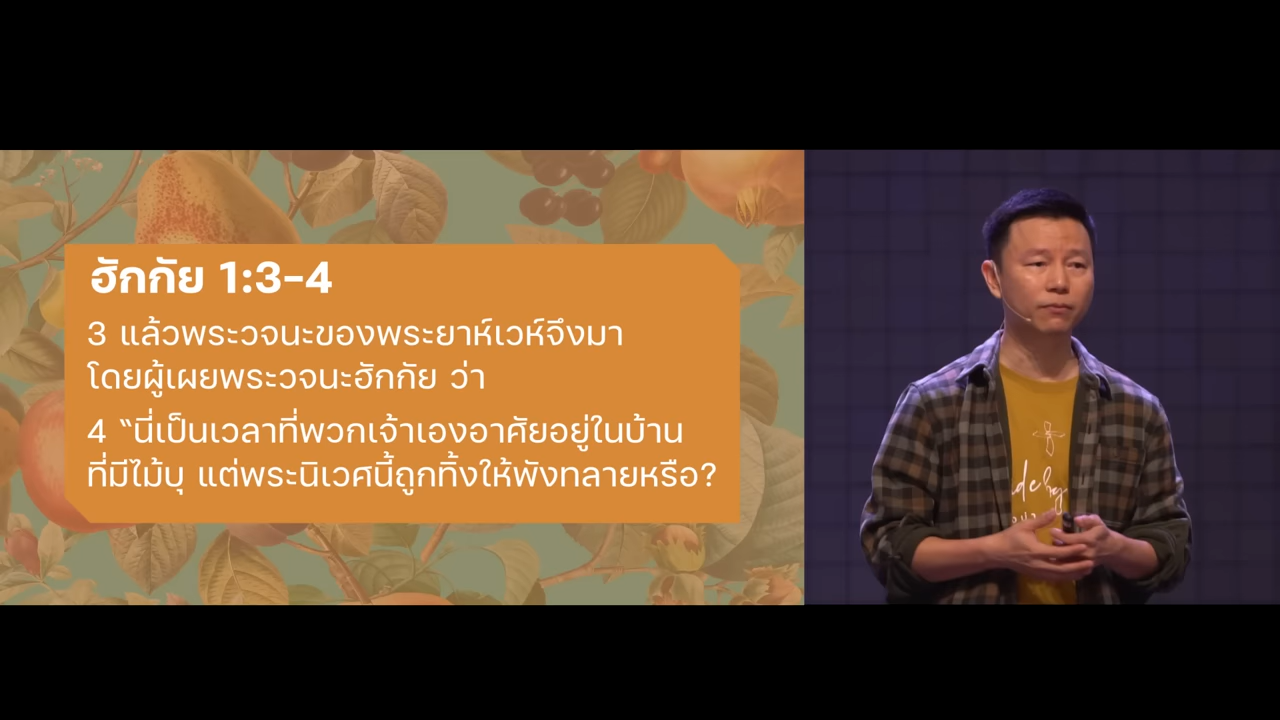 ฮักกัย 1:3-4
3 แล้วพระวจนะของพระยาห์เวห์จึงมา
โดยผู้เผยพระวจนะฮักกัย ว่า
4 “นี่เป็นเวลาที่พวกเจ้าเองอาศัยอยู่ในบ้าน
ที่มีไม้บุ แต่พระนิเวศนี้ถูกทิ้งให้พังทลายหรือ?